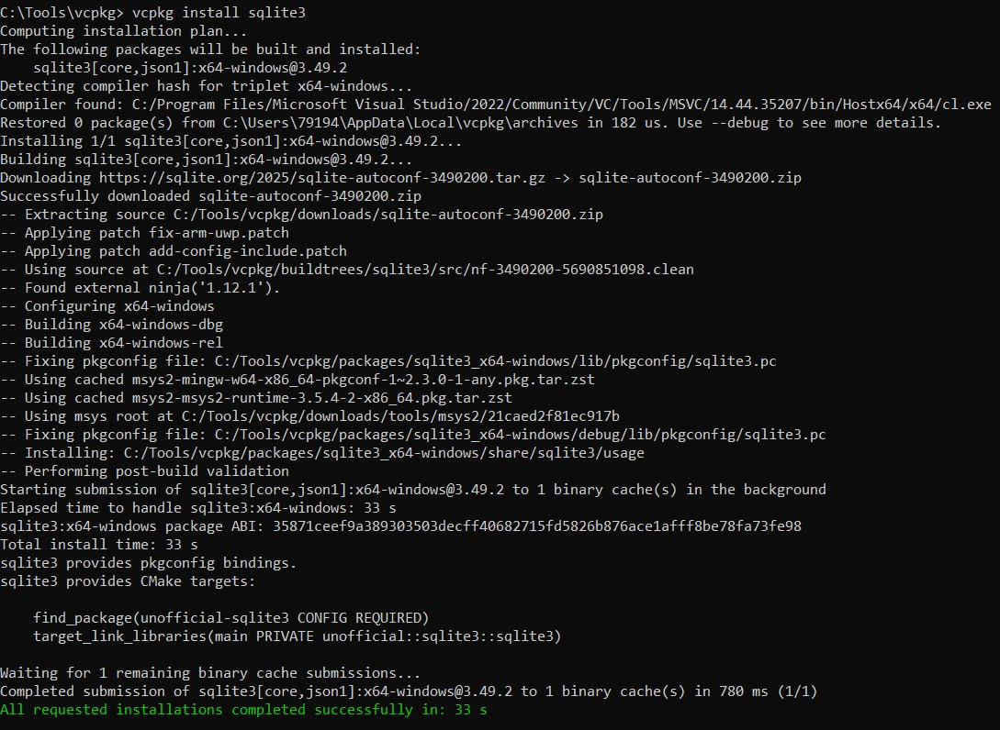 C:\Tools\vcpkg> vcpkg install sqlite3
Computing installation plan...
The following packages will be built and installed:
    sqlite3[core,json1]:x64-windows@3.49.2
Detecting compiler hash for triplet x64-windows...
Compiler found: C:/Program Files/Microsoft Visual Studio/2022/Community/VC/Tools/MSVC/14.44.35207/bin/Hostx64/x64/cl.exe
Restored 0 package(s) from C:\Users\79194\AppData\Local\vcpkg\archives in 182 us. Use --debug to see more details.
Installing 1/1 sqlite3[core,json1]:x64-windows@3.49.2...
Building sqlite3[core,json1]:x64-windows@3.49.2...
Downloading https://sqlite.org/2025/sqlite-autoconf-3490200.tar.gz -> sqlite-autoconf-3490200.zip
Successfully downloaded sqlite-autoconf-3490200.zip
-- Extracting source C:/Tools/vcpkg/downloads/sqlite-autoconf-3490200.zip
-- Applying patch fix-arm-uwp.patch
-- Applying patch add-config-include.patch
-- Using source at C:/Tools/vcpkg/buildtrees/sqlite3/src/nf-3490200-5690851098.clean
-- Found external ninja('1.12.1').
-- Configuring x64-windows
-- Building x64-windows-dbg
-- Building x64-windows-rel
-- Fixing pkgconfig file: C:/Tools/vcpkg/packages/sqlite3_x64-windows/lib/pkgconfig/sqlite3.pc
-- Using cached msys2-mingw-w64-x86_64-pkgconf-1~2.3.0-1-any.pkg.tar.zst
-- Using cached msys2-msys2-runtime-3.5.4-2-x86_64.pkg.tar.zst
-- Using msys root at C:/Tools/vcpkg/downloads/tools/msys2/21caed2f81ec917b
-- Fixing pkgconfig file: C:/Tools/vcpkg/packages/sqlite3_x64-windows/debug/lib/pkgconfig/sqlite3.pc
-- Installing: C:/Tools/vcpkg/packages/sqlite3_x64-windows/share/sqlite3/usage
-- Performing post-build validation
Starting submission of sqlite3[core,json1]:x64-windows@3.49.2 to 1 binary cache(s) in the background
Elapsed time to handle sqlite3:x64-windows: 33 s
sqlite3:x64-windows package ABI: 35871ceef9a389303503decff40682715fd5826b876ace1afff8be78fa73fe98
Total install time: 33 s
sqlite3 provides pkgconfig bindings.
sqlite3 provides CMake targets:

    find_package(unofficial-sqlite3 CONFIG REQUIRED)
    target_link_libraries(main PRIVATE unofficial::sqlite3::sqlite3)

Waiting for 1 remaining binary cache submissions...
Completed submission of sqlite3[core,json1]:x64-windows@3.49.2 to 1 binary cache(s) in 780 ms (1/1)
All requested installations completed successfully in: 33 s